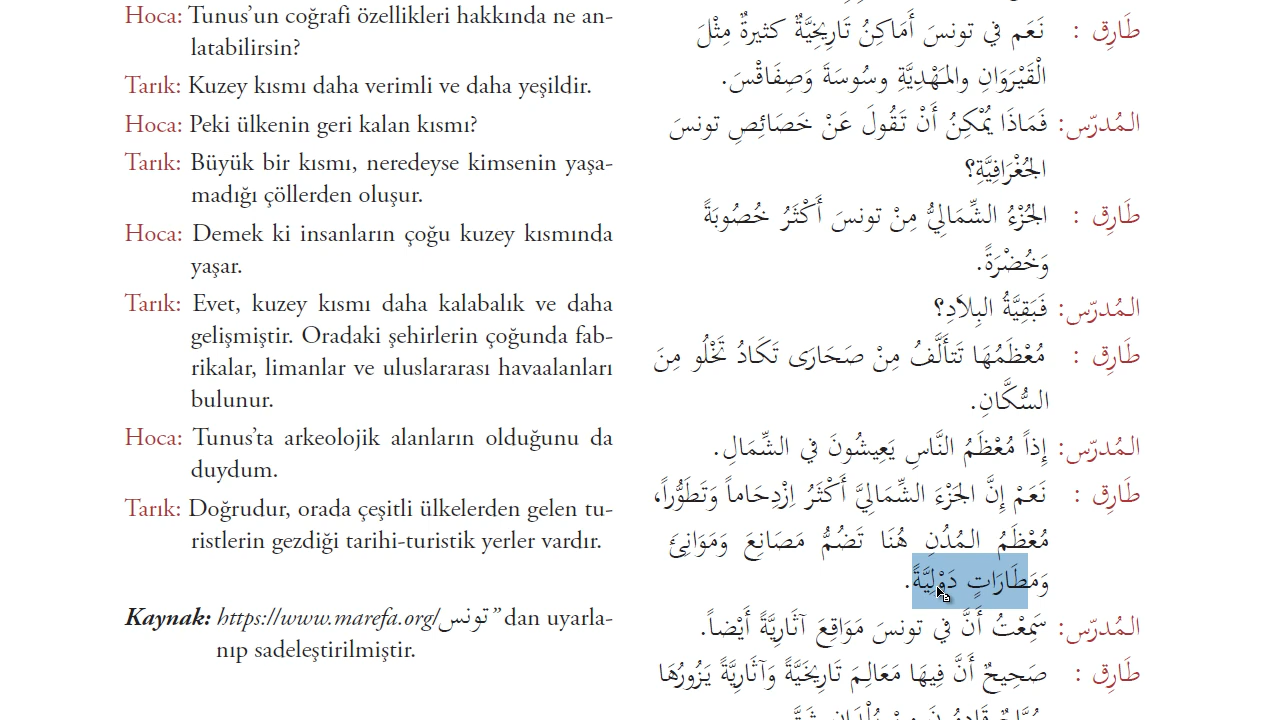 Hoca: Tunus’un coğrafi özellikleri hakkında ne an-
latabilirsin?
Tarık: Kuzey kısmı daha verimli ve daha yeşildir.
Hoca: Peki ülkenin geri kalan kısmı?
Tarık: Büyük bir kısmı, neredeyse kimsenin yaşa-
madığı çöllerden oluşur.
Hoca: Demek ki insanların çoğu kuzey kısmında
yaşar.
Tarık: Evet, kuzey kısmı daha kalabalık ve daha
gelişmiştir. Oradaki şehirlerin çoğunda fab-
rikalar, limanlar ve uluslararası havaalanları
bulunur.
Hoca: Tunus’ta arkeolojik alanların olduğunu da
duydum.
Tarık: Doğrudur, orada çeşitli ülkelerden gelen tu-
ristlerin gezdiği tarihi-turistik yerler vardır.
Kaynak: https://www.marefa.org/تونس” dan uyarla-
nıp sadeleştirilmiştir.
طَارِق : نَعَم فِي تونسَ أَمَاكِنُ تَارِيخِيَّةٌ كثيرةٌ مِثْلَ
الْقَيْرَوَانِ والمَهْدِيَّةِ وسُوسَةَ وَصِفَاقْسَ.
المُدرّس: فَمَاذَا يُمْكِنُ أَنْ تَقُولَ عَنْ خَصَائِصِ تونسَ
الجُغْرَافِيَّةِ؟
طَارِق : الجُزْءُ الشِّمَالِيُّ مِنْ تونسَ أَكْثَرُ خُصُوبَةً
وَخُضْرَةً.
المُدرّس: فَبَقِيَّةُ البِلاَدِ؟
طَارِق : مُعْظَمُهَا تَتأَلَّفُ مِنْ صَحَارَى تَكَادُ تَخْلُو مِنَ
السُّكَّانِ.
المُدرّس: إِذاً مُعْظَمُ النَّاسِ يَعِيشُونَ فِي الشِّمَالِ.
طَارِق : نَعَمْ إِنَّ الجَزْءَ الشِّمَالِيَّ أَكْثَرُ اِزْدِحَاماً وَتَطَوُّراً،
مُعْظَمُ المُدُنِ هُنَا تَضُمُّ مَصَانِعَ وَمَوَانِئَ
وَمَطَارَاتٍ دَوْلِيَّةً.
المُدرّس: سَمِعْتُ أَنَّ فِي تونسَ مَوَاقِعَ آثَارِيَّةً أَيْضاً.
طَارِق : صَحِيحٌ أَنَّ فِيهَا مَعَالِمَ تَارِيخَيَّةً وَآثَارِيَّةً يَزُورُهَا